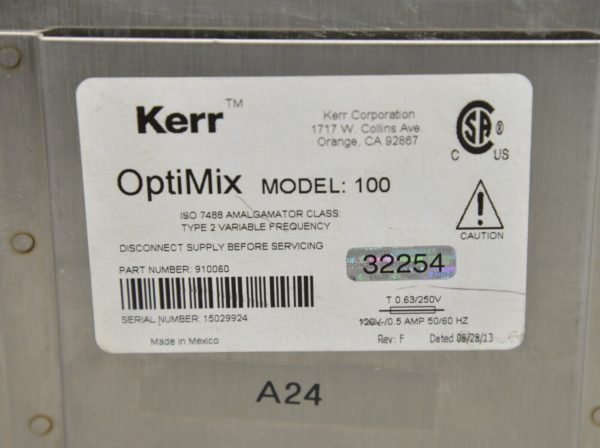 Kerr™
Kerr Corporation
1717 W. Collins Ave.
Orange, CA 92867
CSA ®
C US
OptiMix MODEL: 100
ISO 7488 AMALGAMATOR CLASS:
TYPE 2 VARIABLE FREQUENCY
CAUTION
DISCONNECT SUPPLY BEFORE SERVICING
PART NUMBER: 910060
32254
T 0.63/250V
120V~/0.5 AMP 50/60 HZ
SERIAL NUMBER: 15029924
Made in Mexico
Rev: F Dated 08/28/13
A24